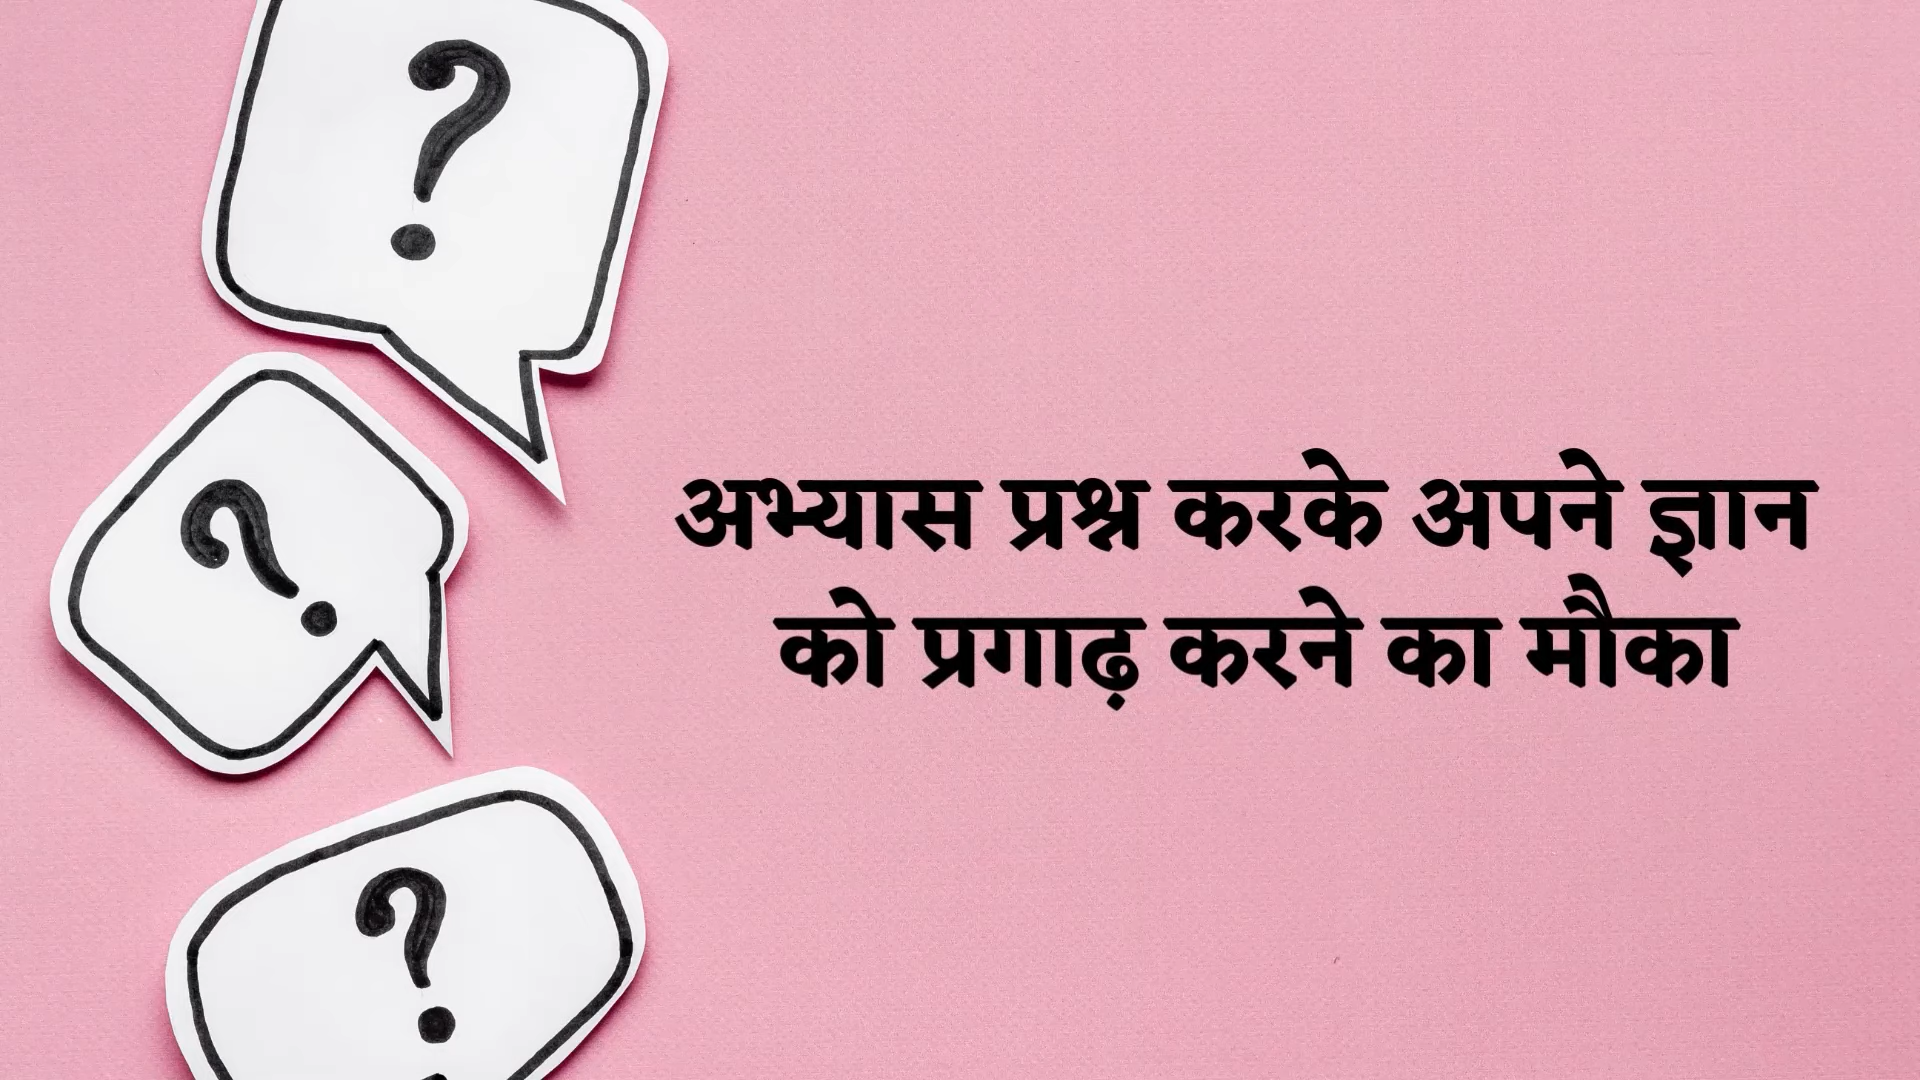 अभ्यास प्रश्न करके अपने ज्ञान
को प्रगाढ़ करने का मौका